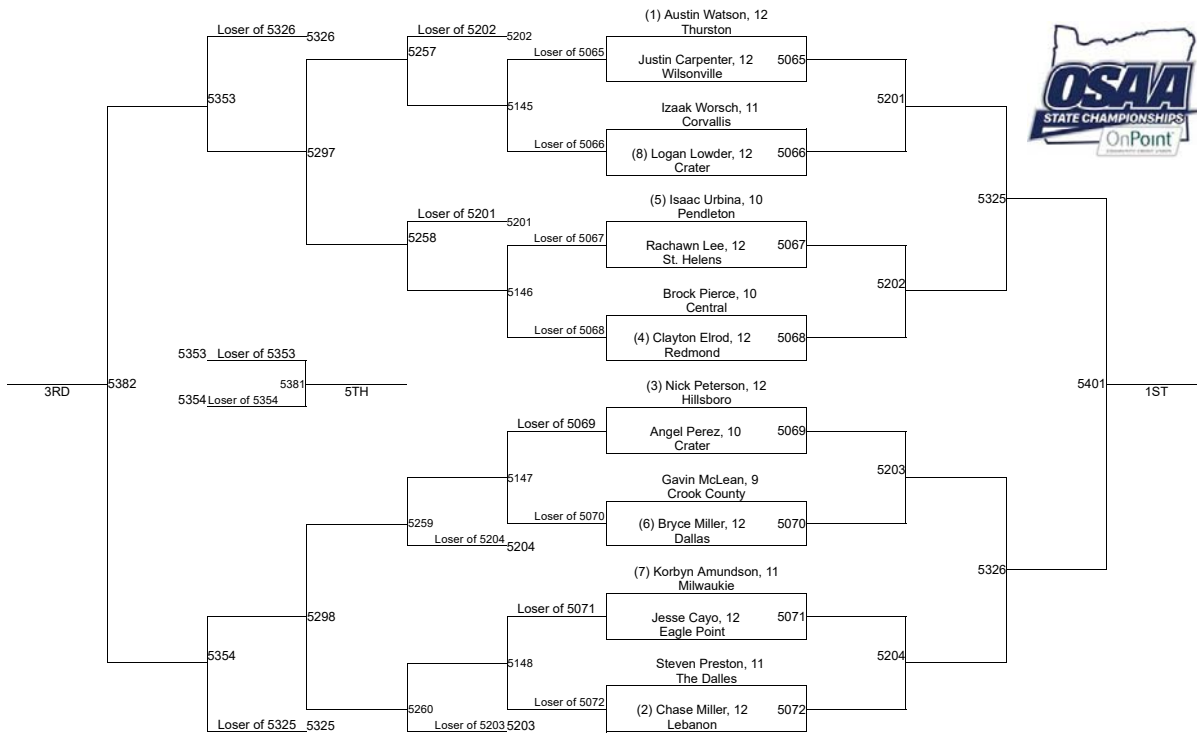 (1) Austin Watson, 12
Thurston
Loser of 5326
5326
Loser of 5202
5202
5257
Loser of 5065
Justin Carpenter, 12
5065
Wilsonville
5353
5145
5201
Izaak Worsch, 11
Corvallis
5297
Loser of 5066
(8) Logan Lowder, 12
5066
Crater
OSAA
STATE CHAMPIONSHIPS
OnPoint
(5) Isaac Urbina, 10
Pendleton
5325
Loser of 5201
5201
5258
Loser of 5067
Rachawn Lee, 12
5067
St. Helens
5146
5202
Brock Pierce, 10
Central
Loser of 5068
(4) Clayton Elrod, 12
5068
Redmond
5353
Loser of 5353
5382
3RD
5381
5TH
5354
Loser of 5354
(3) Nick Peterson, 12
Hillsboro
5401
1ST
Loser of 5069
Angel Perez, 10
5069
Crater
5147
5203
Gavin McLean, 9
Crook County
5259
Loser of 5070
(6) Bryce Miller, 12
5070
Dallas
Loser of 5204
5204
(7) Korbyn Amundson, 11
Milwaukie
5326
5298
Loser of 5071
Jesse Cayo, 12
5071
Eagle Point
5354
5148
5204
Steven Preston, 11
The Dalles
5260
Loser of 5072
(2) Chase Miller, 12
5072
Lebanon
Loser of 5325
5325
Loser of 5203
5203